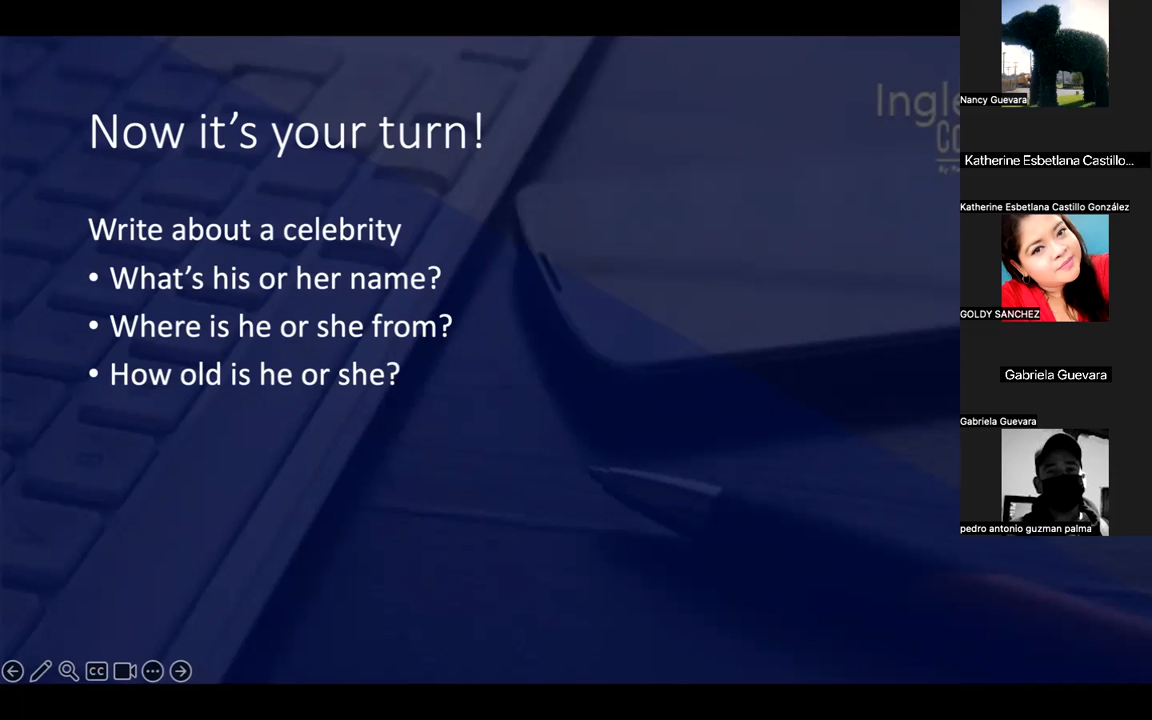 Now it's your turn!
Write about a celebrity
• What's his or her name?
• Where is he or she from?
• How old is he or she?
Nancy Guevara
Katherine Esbetlana Castillo...
Katherine Esbetlana Castillo González
GOLDY SANCHEZ
Gabriela Guevara
Gabriela Guevara
pedro antonio guzman palma
CC